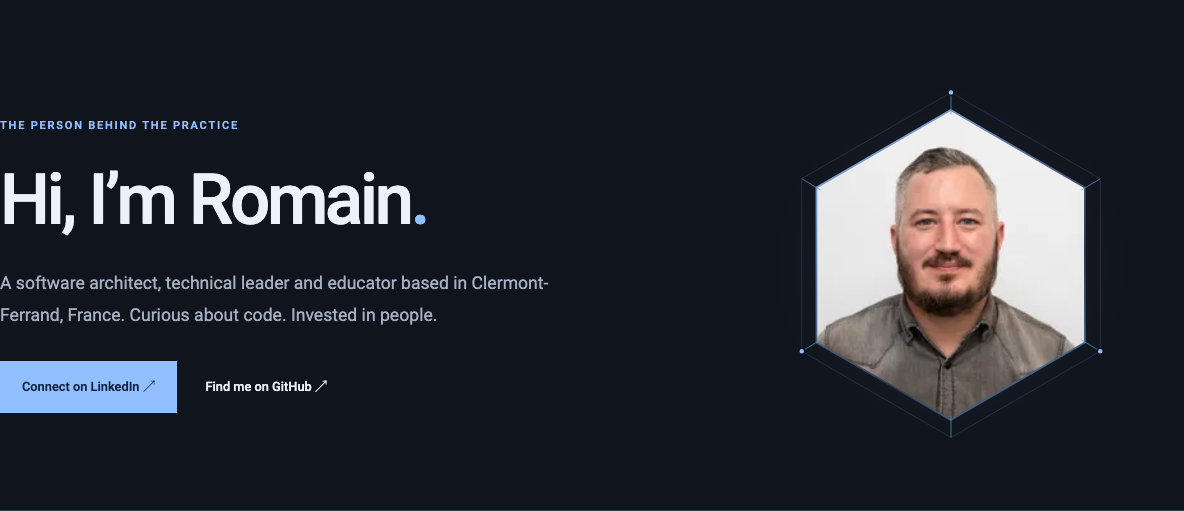 THE PERSON BEHIND THE PRACTICE
Hi, I’m Romain.
A software architect, technical leader and educator based in Clermont-
Ferrand, France. Curious about code. Invested in people.
Connect on LinkedIn ↗
Find me on GitHub ↗